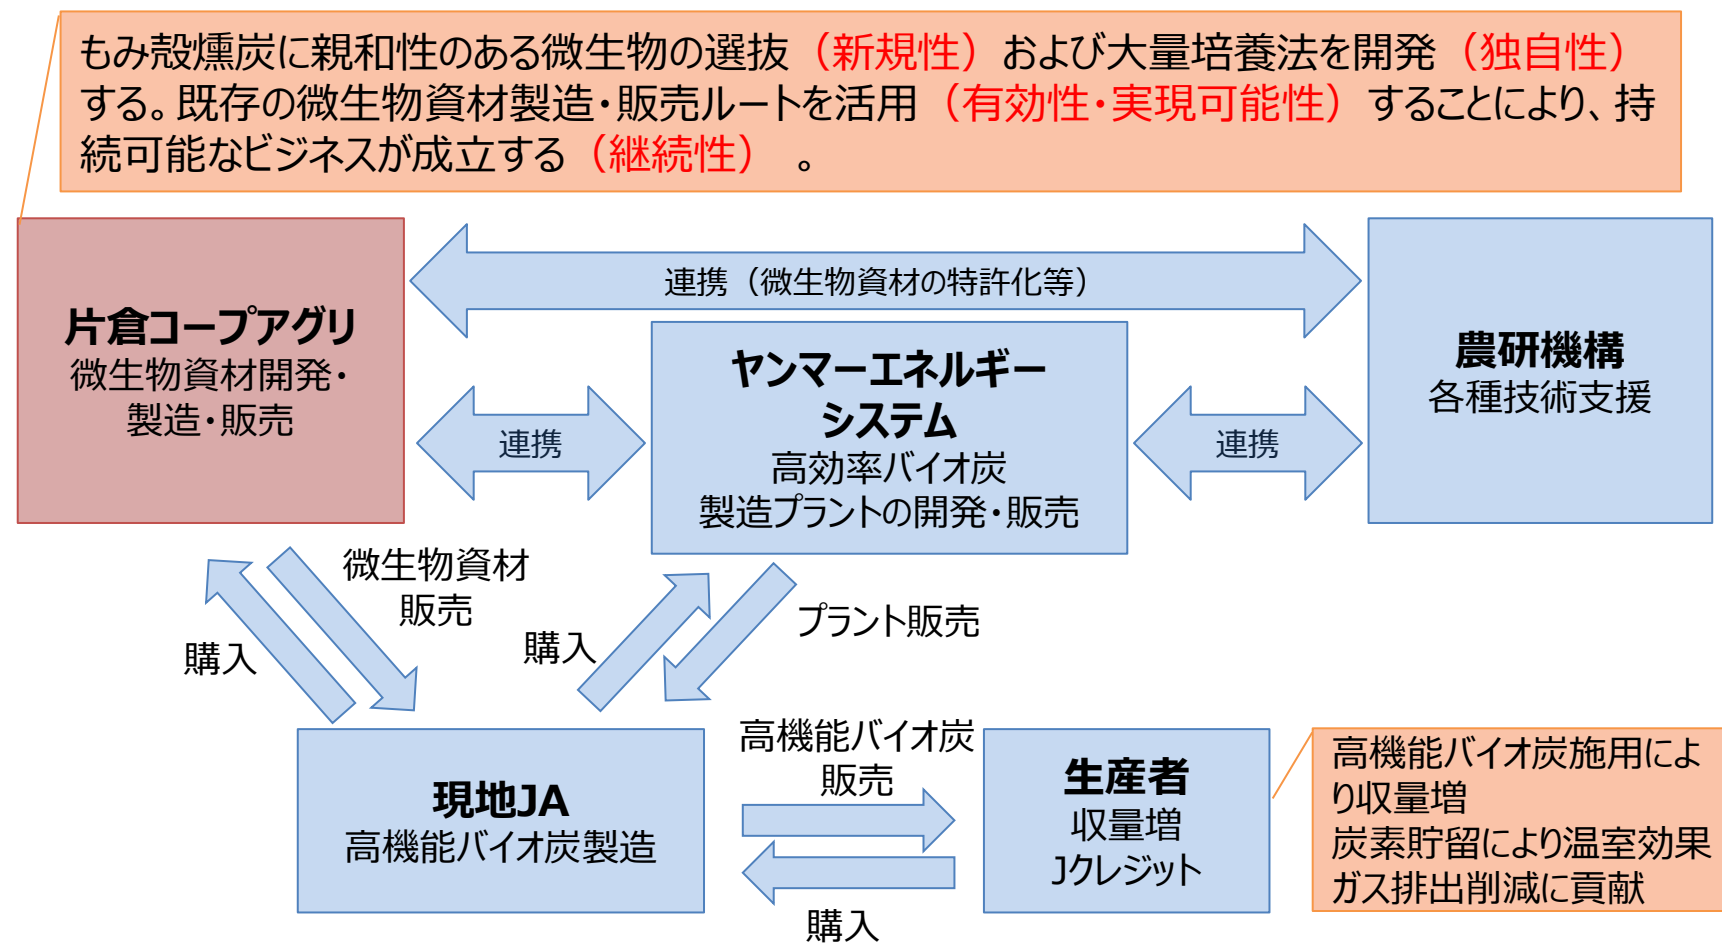 もみ殻燻炭に親和性のある微生物の選抜（新規性）および大量培養法を開発（独自性）
する。既存の微生物資材製造・販売ルートを活用（有効性・実現可能性）することにより、持
続可能なビジネスが成立する（継続性） 。
片倉コープアグリ
微生物資材開発・
製造・販売
連携（微生物資材の特許化等）
ヤンマーエネルギー
システム
高効率バイオ炭
製造プラントの開発・販売
農研機構
各種技術支援
連携
連携
微生物資材
販売
購入
購入
プラント販売
現地JA
高機能バイオ炭製造
高機能バイオ炭
販売
購入
生産者
収量増
Jクレジット
高機能バイオ炭施用によ
り収量増
炭素貯留により温室効果
ガス排出削減に貢献